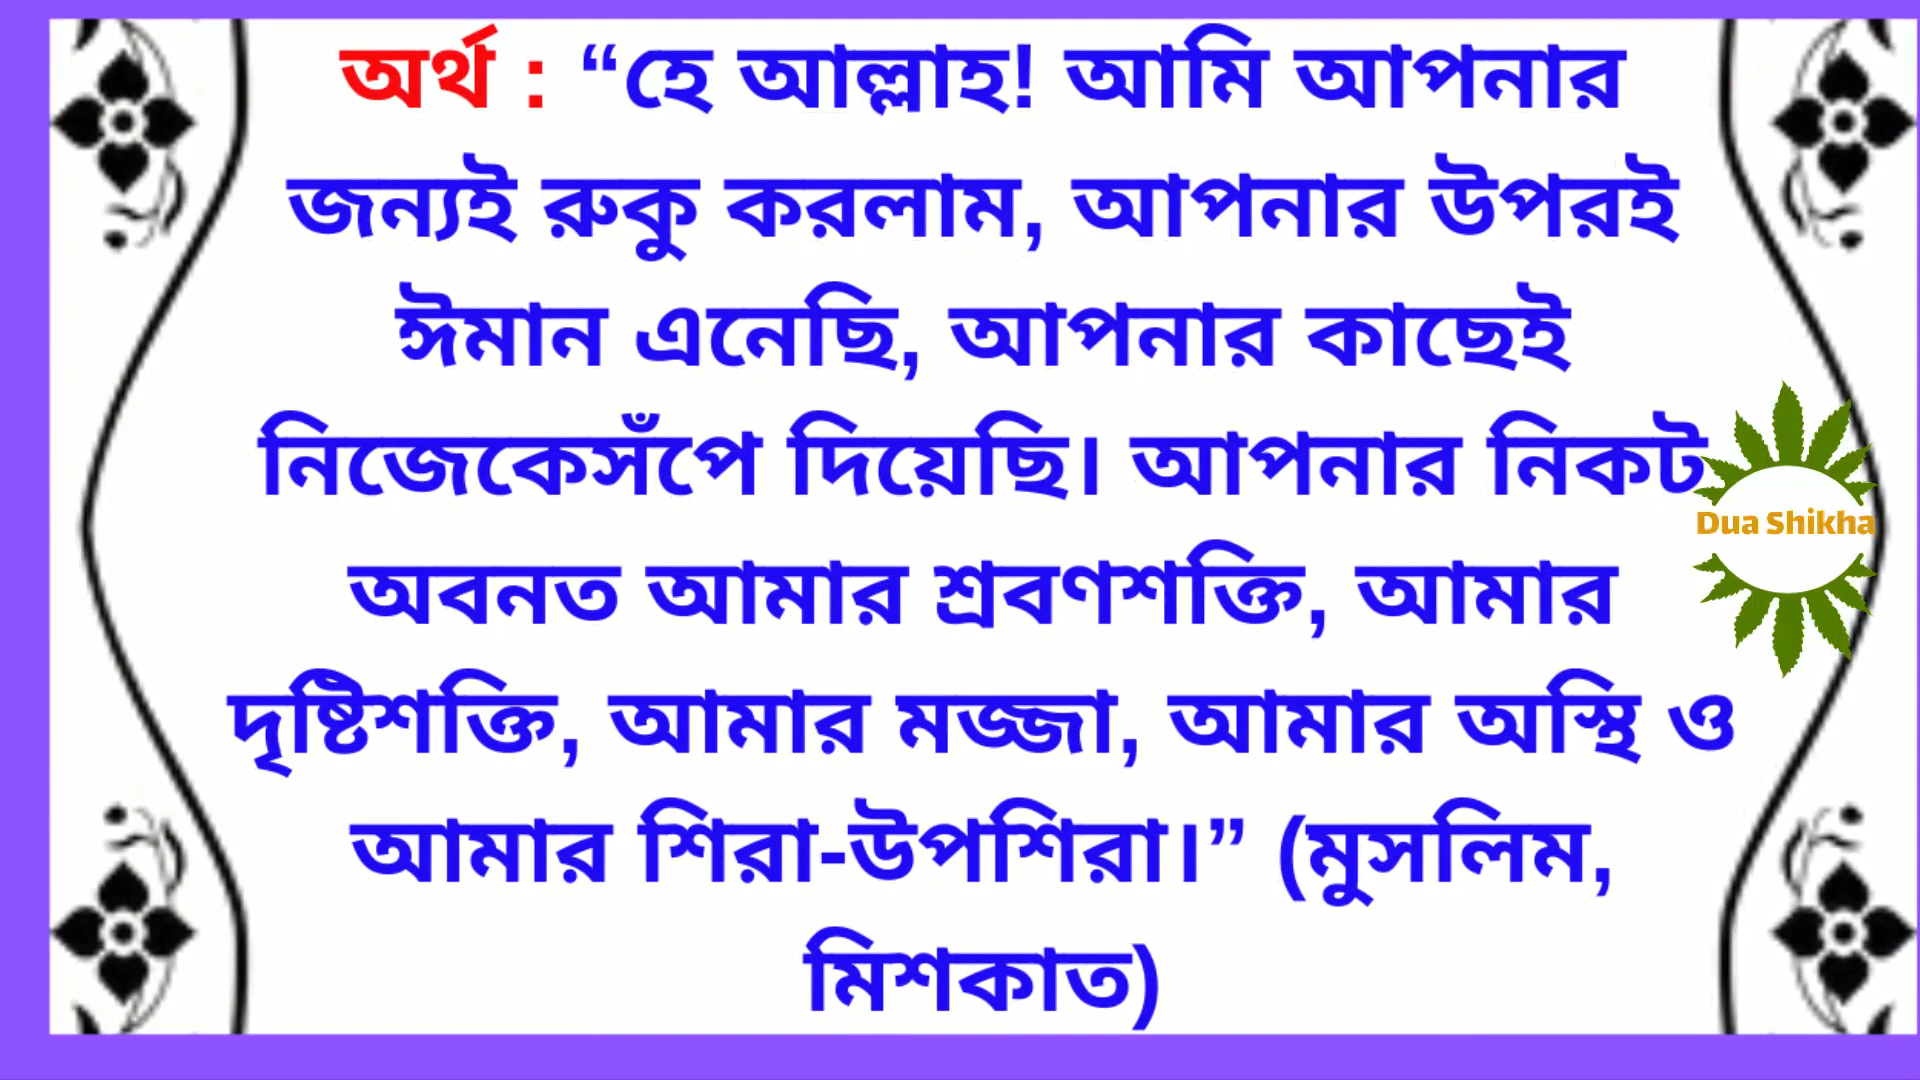 অর্থ : “হে আল্লাহ! আমি আপনার
জন্যই রুকু করলাম, আপনার উপরই
ঈমান এনেছি, আপনার কাছেই
নিজেকেসঁপে দিয়েছি। আপনার নিকট
অবনত আমার শ্রবণশক্তি, আমার
দৃষ্টিশক্তি, আমার মজ্জা, আমার অস্থি ও
আমার শিরা-উপশিরা।” (মুসলিম,
মিশকাত)
Dua Shikha